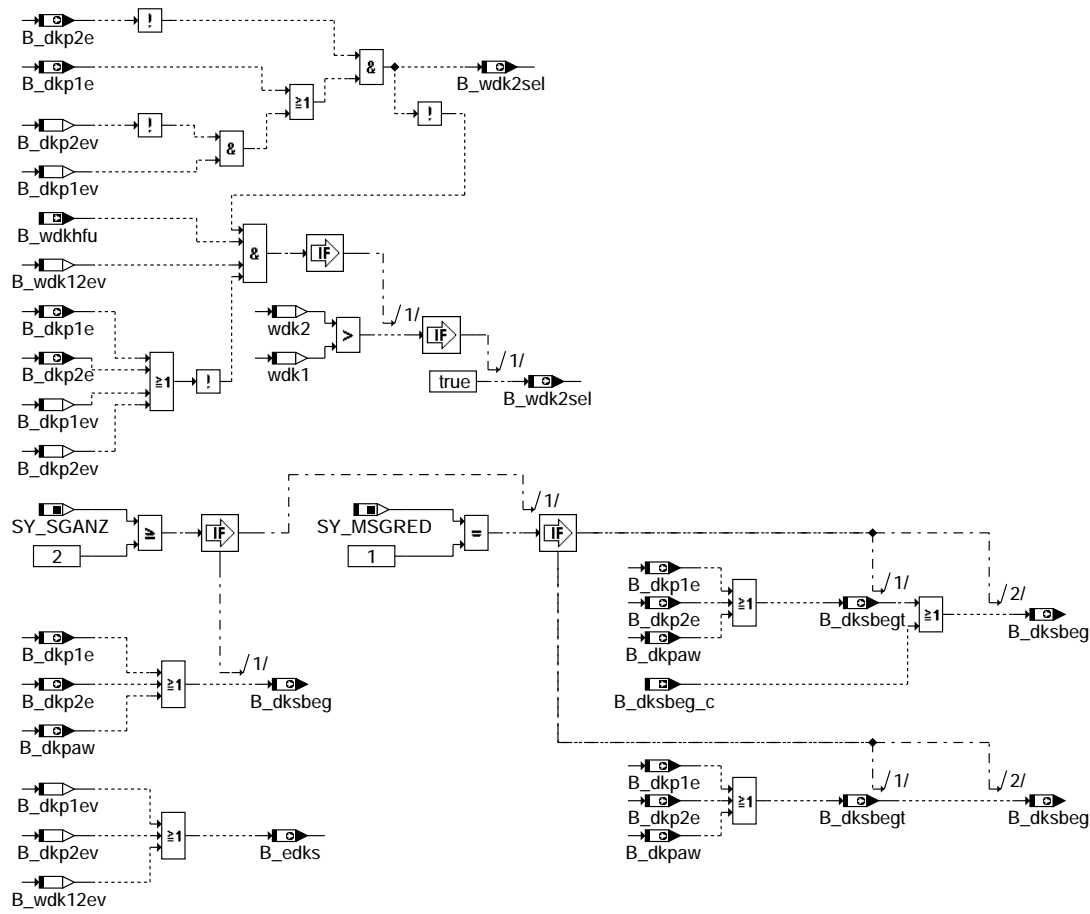 !
B_dkp2e
&
B_wdk2sel
B_dkp1e
≥1
!
!
B_dkp2ev
&
B_dkp1ev
B_wdkhfu
&
IF
B_wdk12ev
B_dkp1e
wdk2
>
/1/
IF
wdk1
B_dkp2e
≥1
!
/1/
true
B_wdk2sel
B_dkp1ev
B_dkp2ev
/1/
SY_SGANZ
≥
IF
SY_MSGRED
=
IF
2
1
B_dkp1e
≥1
/1/
/2/
B_dkp2e
B_dksbegt
≥1
B_dksbeg
B_dkpaw
B_dkp1e
≥1
/1/
B_dkp2e
B_dksbeg
B_dksbeg_c
B_dkpaw
B_dkp1e
≥1
/1/
/2/
B_dkp1ev
B_dkp2e
B_dksbegt
B_dksbeg
B_dkp2ev
≥1
B_edks
B_dkpaw
B_wdk12ev